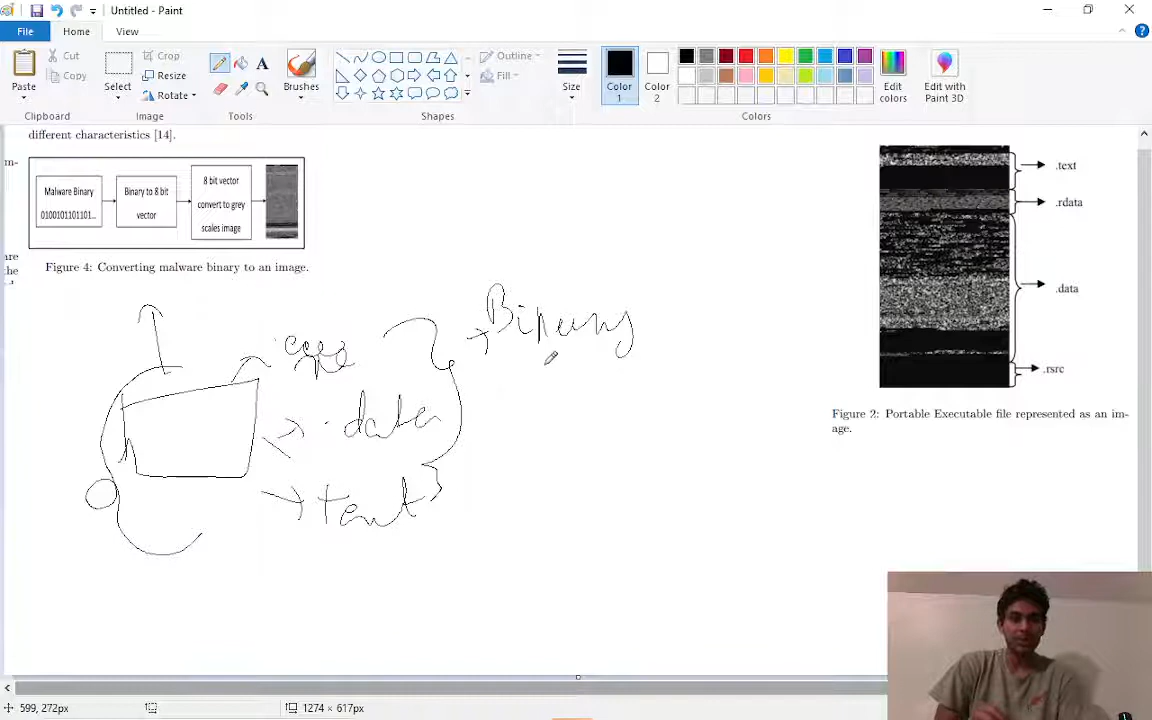 Untitled - Paint
File
Home
View
Paste
Cut
Copy
Clipboard
Select
Crop
Resize
Rotate
Image
Tools
Brushes
Shapes
Outline
Fill
Size
Color
1
Color
2
Edit
colors
Edit with
Paint 3D
Colors
different characteristics [14].
m-
Malware Binary
0100101101101...
Binary to 8 bit
vector
8 bit vector
convert to grey
scales image
are
the
Figure 4: Converting malware binary to an image.
.text
.rdata
.data
.rsrc
Figure 2: Portable Executable file represented as an im-
age.
Binary
.data
text
599, 272px
1274 × 617px